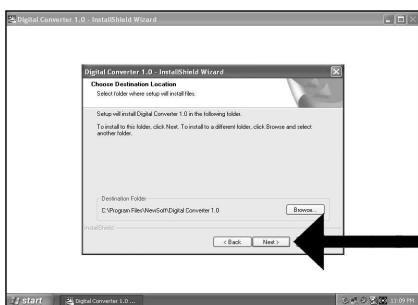 Digital Converter 1.0 - InstallShield Wizard
Digital Converter 1.0 - InstallShield Wizard
Choose Destination Location
Select folder where setup will install files.
Setup will install Digital Converter 1.0 in the following folder.
To install to this folder, click Next. To install to a different folder, click Browse and select
another folder.
Destination Folder
C:\Program Files\NewSoft\Digital Converter 1.0
Browse...
InstallShield
< Back
Next >
start
Digital Converter 1.0 ...
11:09 PM